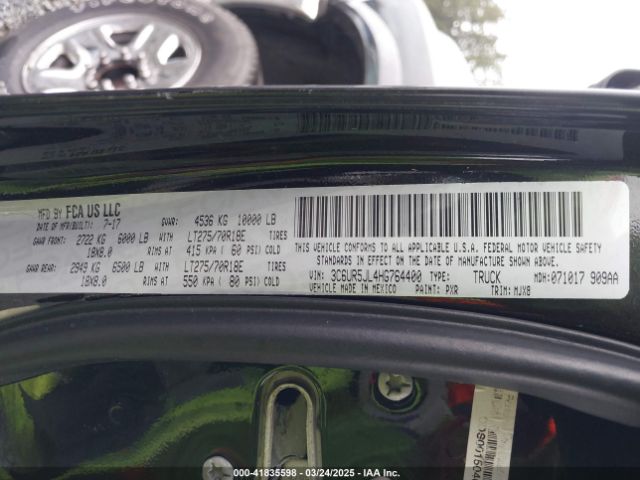 MFD BY FCA US LLC
DATE OF MFR(BUILT): 7-17 GVWR: 4536 KG 10000 LB
GAWR FRONT: 2722 KG 6000 LB WITH LT275/70R18E TIRES
18X8.0 RIMS AT 415 KPA ( 60 PSI) COLD
GAWR REAR: 2949 KG 6500 LB WITH LT275/70R18E TIRES
18X8.0 RIMS AT 550 KPA ( 80 PSI) COLD
THIS VEHICLE CONFORMS TO ALL APPLICABLE U.S.A. FEDERAL MOTOR VEHICLE SAFETY
STANDARDS IN EFFECT ON THE DATE OF MANUFACTURE SHOWN ABOVE.
VIN: 3C6UR5JL4HG764400 TYPE: TRUCK MDH: 071017 909AA
VEHICLE MADE IN MEXICO PAINT: PXR TRIM: MJX8
©Copyright 41835598 - 03/24/2025 - IAA Inc.